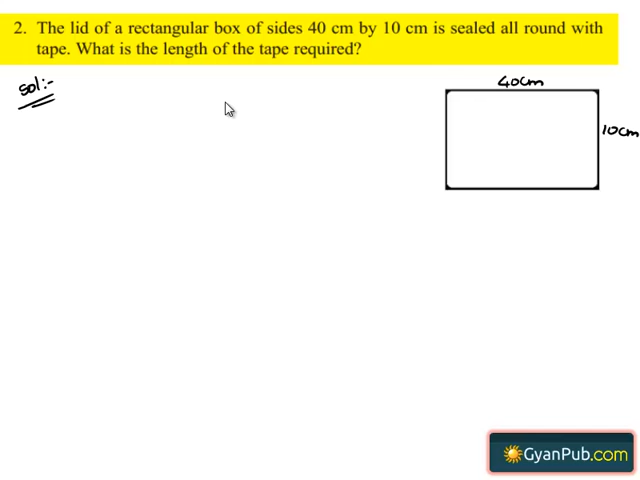 2. The lid of a rectangular box of sides 40 cm by 10 cm is sealed all round with
tape. What is the length of the tape required?
Sol:-
40cm
10cm
GyanPub.com